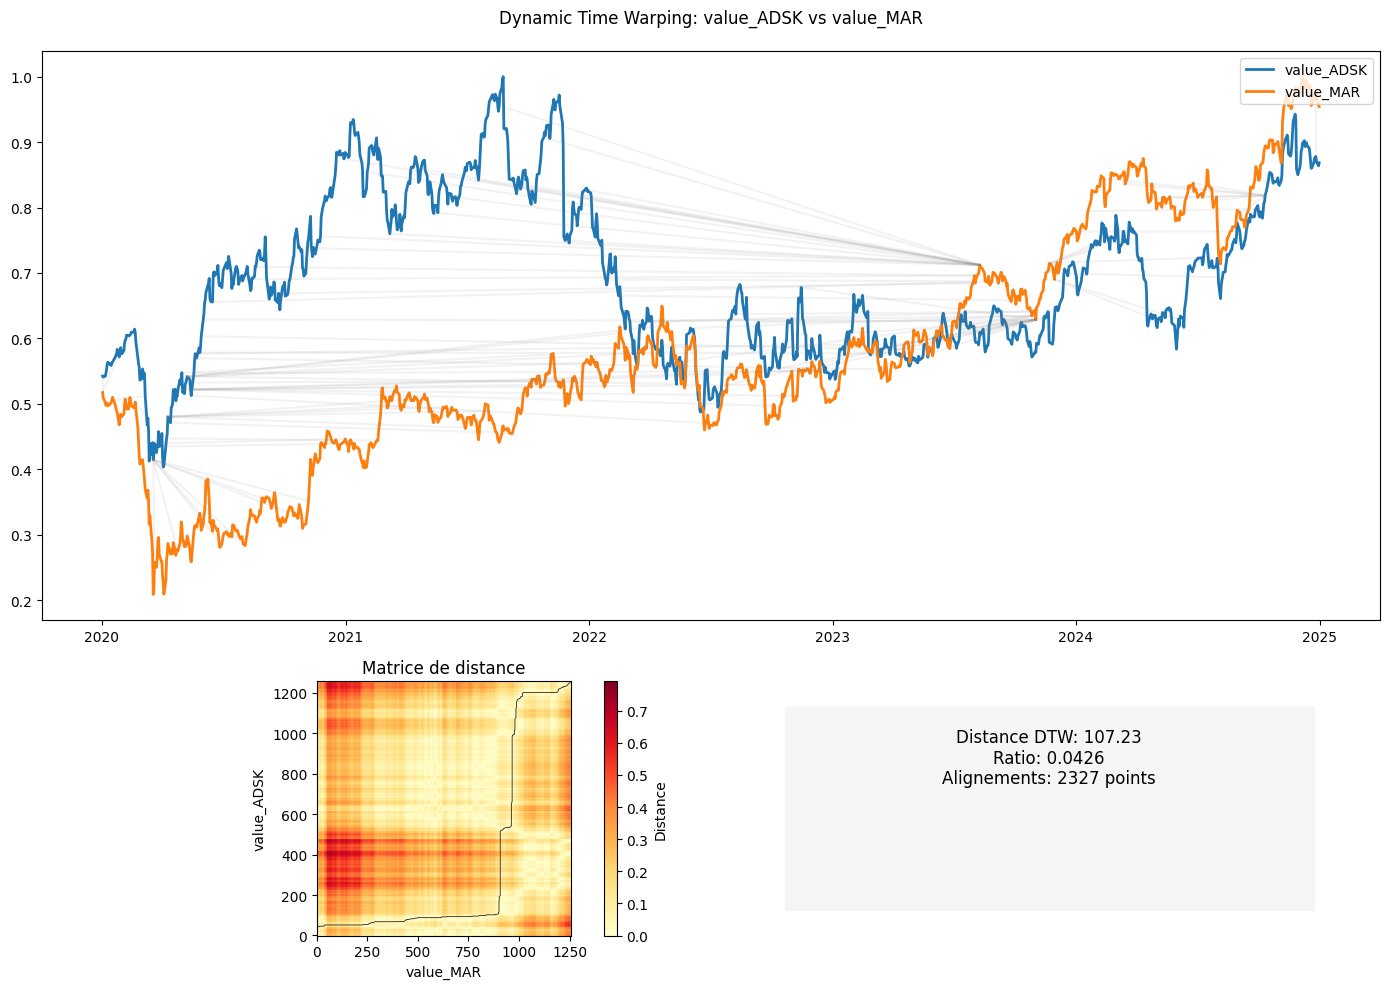 Dynamic Time Warping: value_ADSK vs value_MAR
value_ADSK
value_MAR
1.0
0.9
0.8
0.7
0.6
0.5
0.4
0.3
0.2
2020 2021 2022 2023 2024 2025
Matrice de distance
1200
1000
800
600
400
200
0
value_ADSK
0 250 500 750 1000 1250
value_MAR
0.7
0.6
0.5
0.4
0.3
0.2
0.1
0.0
Distance
Distance DTW: 107.23
Ratio: 0.0426
Alignements: 2327 points